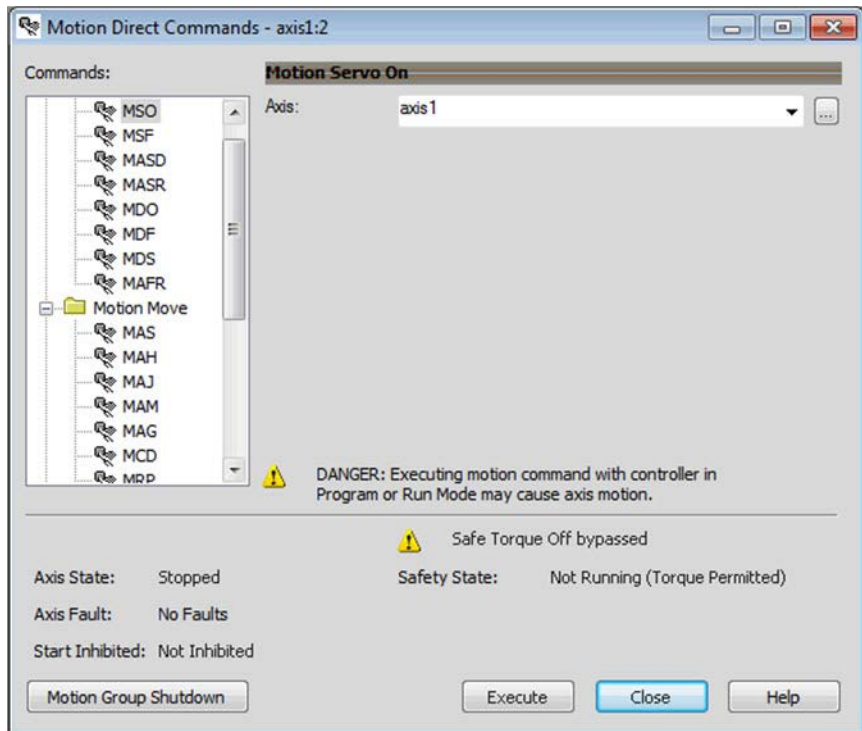 Motion Direct Commands - axis1:2
Commands:
MSO
MSF
MASD
MASR
MDO
MDF
MDS
MAFR
Motion Move
MAS
MAH
MAJ
MAM
MAG
MCD
MRP
Motion Servo On
Axis: axis1
...
DANGER: Executing motion command with controller in
Program or Run Mode may cause axis motion.
Safe Torque Off bypassed
Axis State: Stopped
Safety State: Not Running (Torque Permitted)
Axis Fault: No Faults
Start Inhibited: Not Inhibited
Motion Group Shutdown
Execute
Close
Help